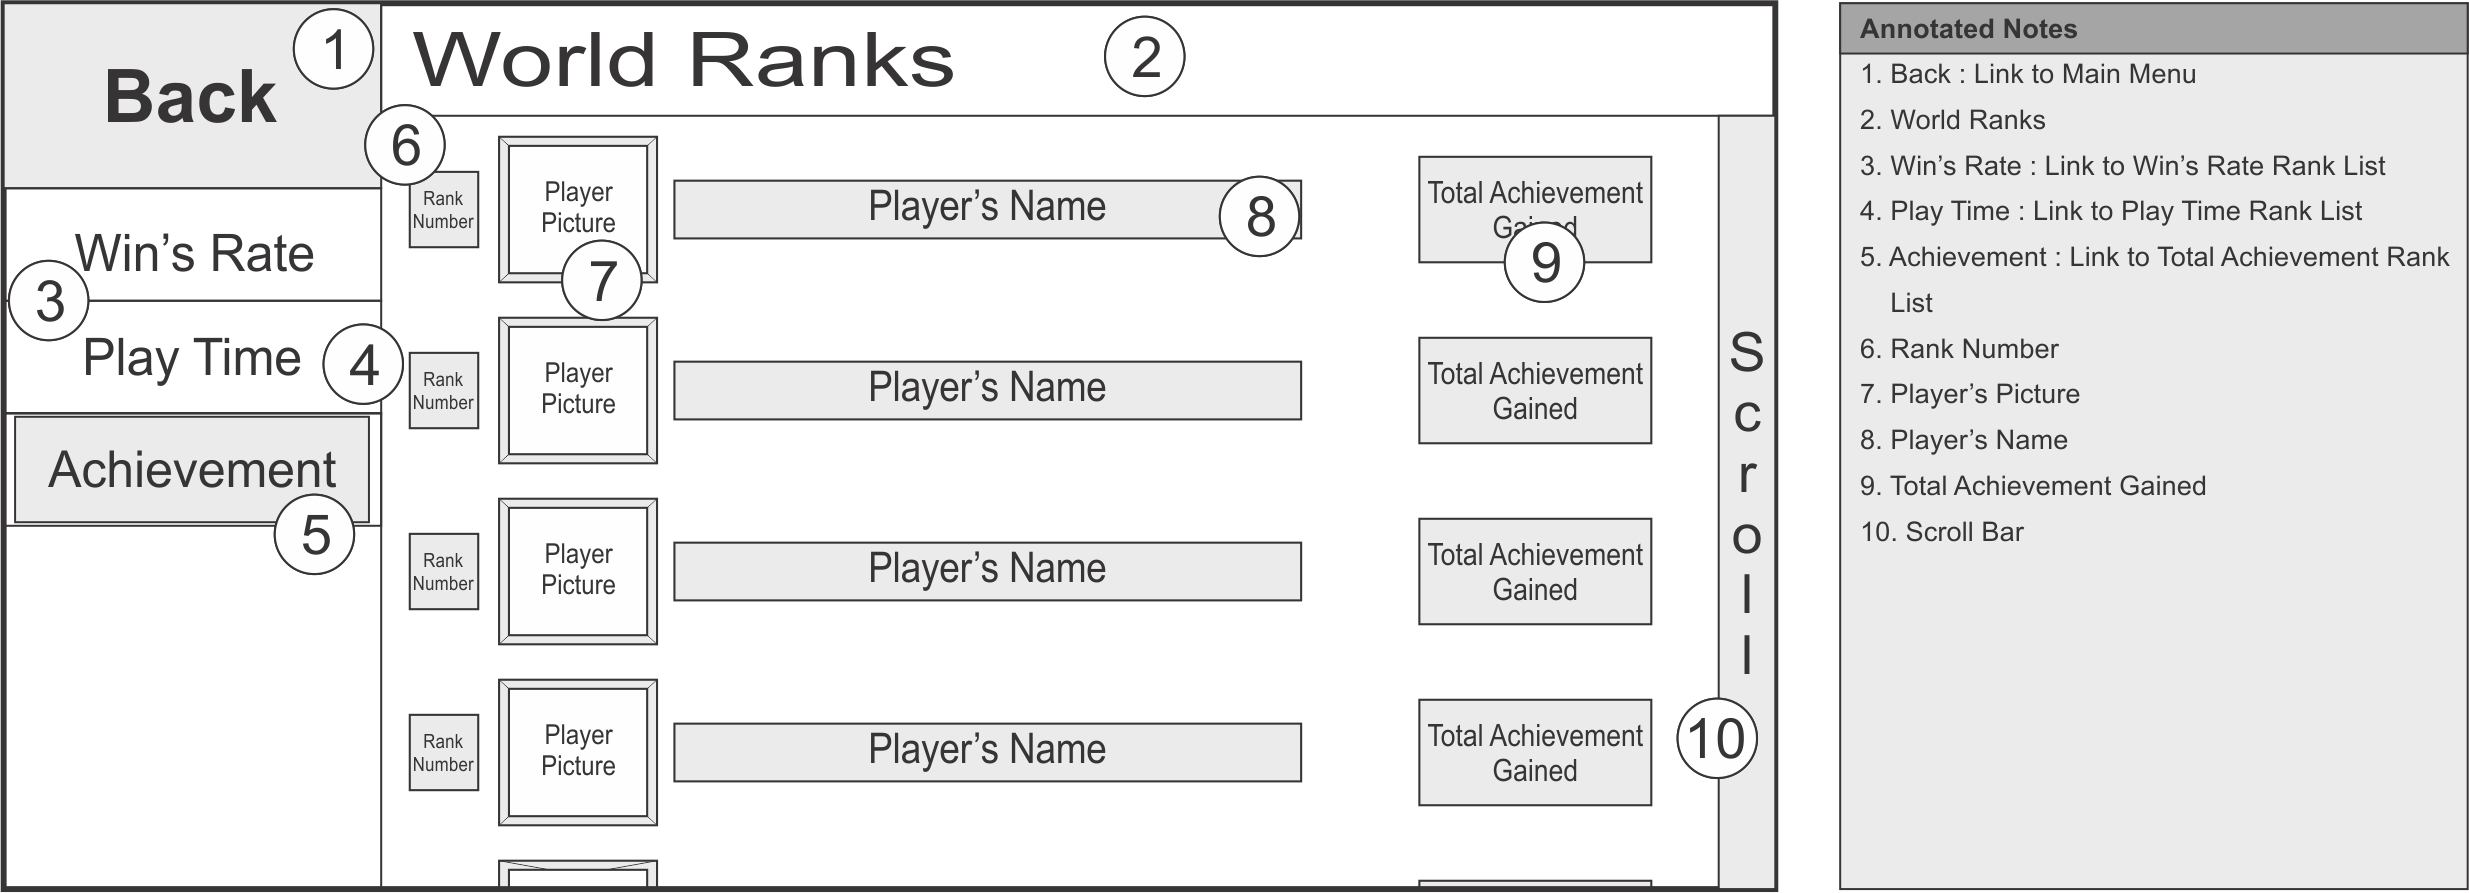 Back
1
World Ranks
2
Win's Rate
3
Play Time
4
Achievement
5
6
Rank
Number
Player
Picture
7
Player's Name
8
Total Achievement
Gained
9
Rank
Number
Player
Picture
Player's Name
Total Achievement
Gained
Rank
Number
Player
Picture
Player's Name
Total Achievement
Gained
Rank
Number
Player
Picture
Player's Name
Total Achievement
Gained
Scroll
10
Annotated Notes
1. Back : Link to Main Menu
2. World Ranks
3. Win’s Rate : Link to Win’s Rate Rank List
4. Play Time : Link to Play Time Rank List
5. Achievement : Link to Total Achievement Rank
List
6. Rank Number
7. Player’s Picture
8. Player’s Name
9. Total Achievement Gained
10. Scroll Bar